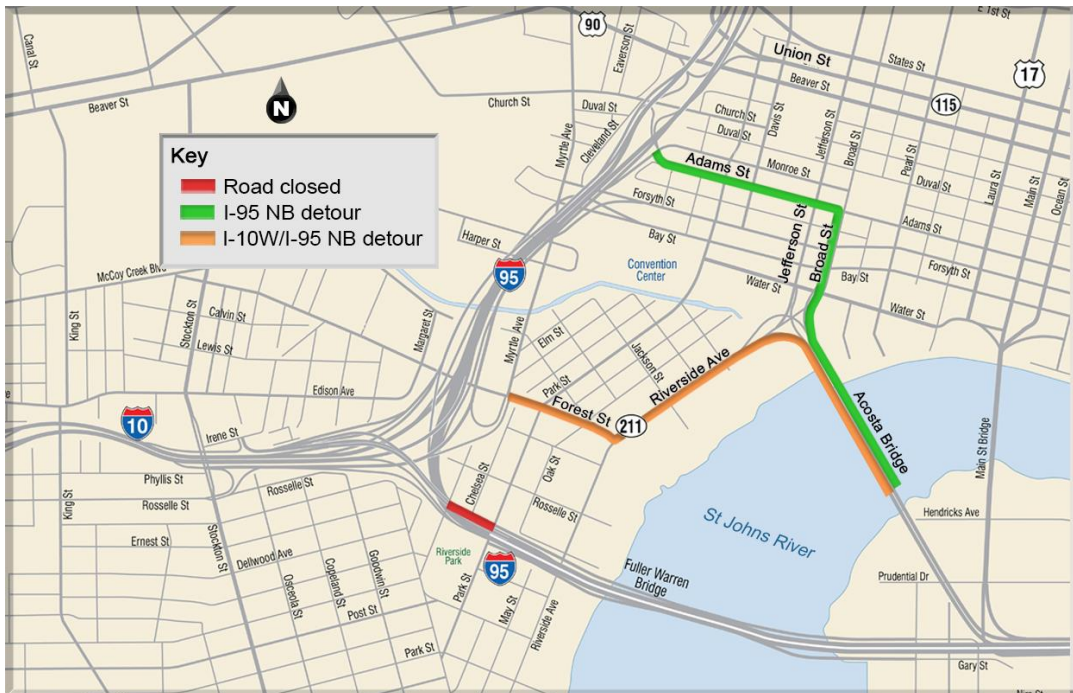 E 1st St
Canal St
90
Eaverson St
Union St
States St
Beaver St
17
Beaver St
N
Church St
Duval St
Church St
Duval St
Davis St
Jefferson St
Broad St
115
Myrtle Ave
Cleveland St
Monroe St
Pearl St
Duval St
Laura St
Main St
Ocean St
Key
Road closed
I-95 NB detour
I-10W/I-95 NB detour
Adams St
Forsyth St
Adams St
Harper St
Bay St
Jefferson St
Broad St
Forsyth St
McCoy Creek Blvd
95
Convention
Center
Water St
Bay St
Water St
King St
Stockton St
Calvin St
Lewis St
Margaret St
Myrtle Ave
Elm St
Jackson St
Park St
Riverside Ave
Edison Ave
Forest St
211
Acosta Bridge
Main St Bridge
10
Irene St
Phyllis St
Rosselle St
Rosselle St
King St
Chelsea St
Oak St
Rosselle St
Hendricks Ave
Ernest St
Stockton St
Dellwood Ave
Osceola St
Copeland St
Goodwin St
Post St
Park St
Riverside
Park
Park St
95
May St
Riverside Ave
Fuller Warren
Bridge
St Johns River
Prudential Dr
Gary St